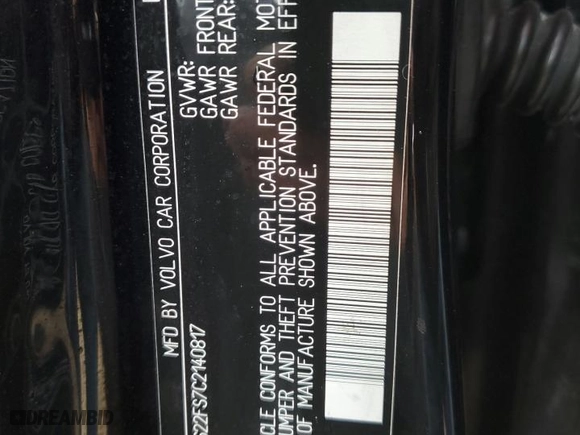 MFD BY VOLVO CAR CORPORATION
GVWR:
GAWR FRONT
GAWR REAR:
CLE CONFORMS TO ALL APPLICABLE FEDERAL MOT
UMPER AND THEFT PREVENTION STANDARDS IN EFF
OF MANUFACTURE SHOWN ABOVE.
S22FS7C2140817
DREAMBID